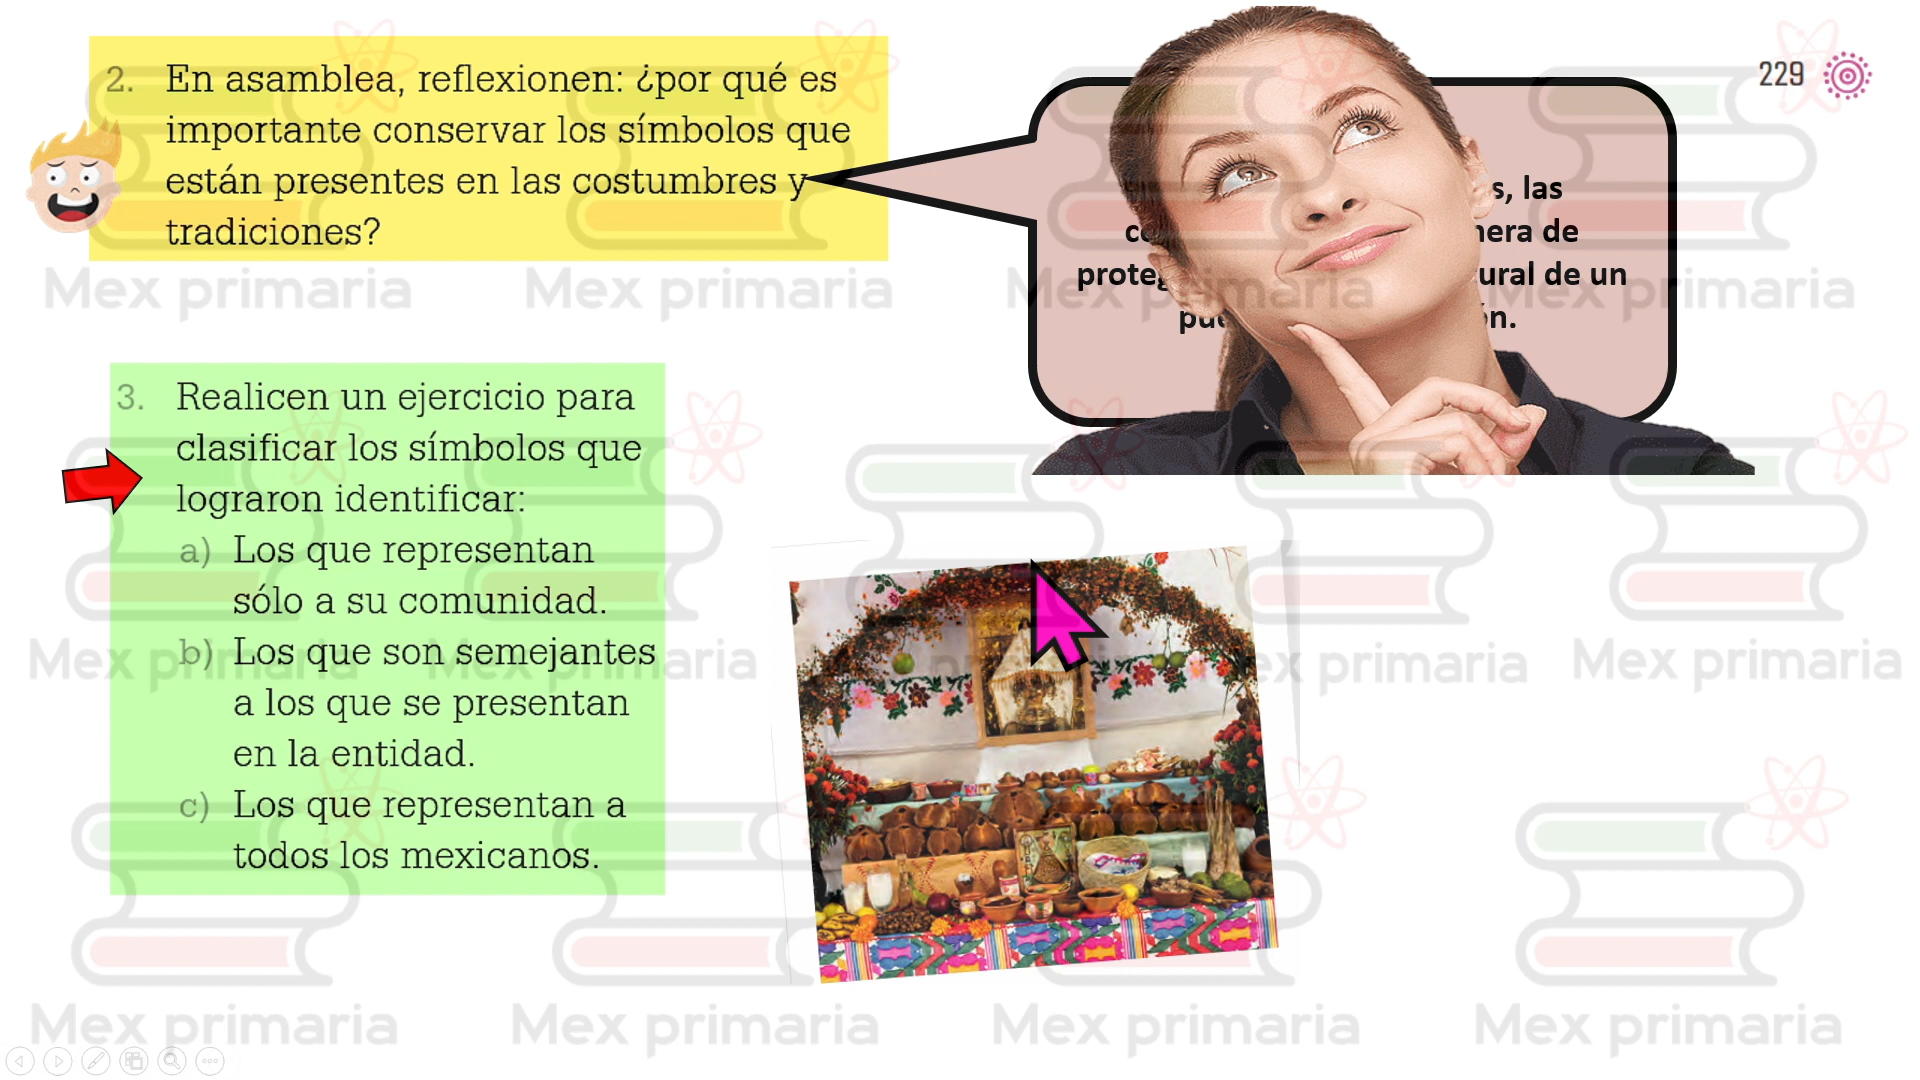 2. En asamblea, reflexionen: ¿por qué es
importante conservar los símbolos que
están presentes en las costumbres y
tradiciones?
229
s, las
de
ural de un
3. Realicen un ejercicio para
clasificar los símbolos que
lograron identificar:
a) Los que representan
sólo a su comunidad.
b) Los que son semejantes
a los que se presentan
en la entidad.
c) Los que representan a
todos los mexicanos.
Mex primaria
Mex primaria
Mex primaria
Mex primaria
Mex primaria
Mex primaria
Mex primaria
Mex primaria
Mex primaria